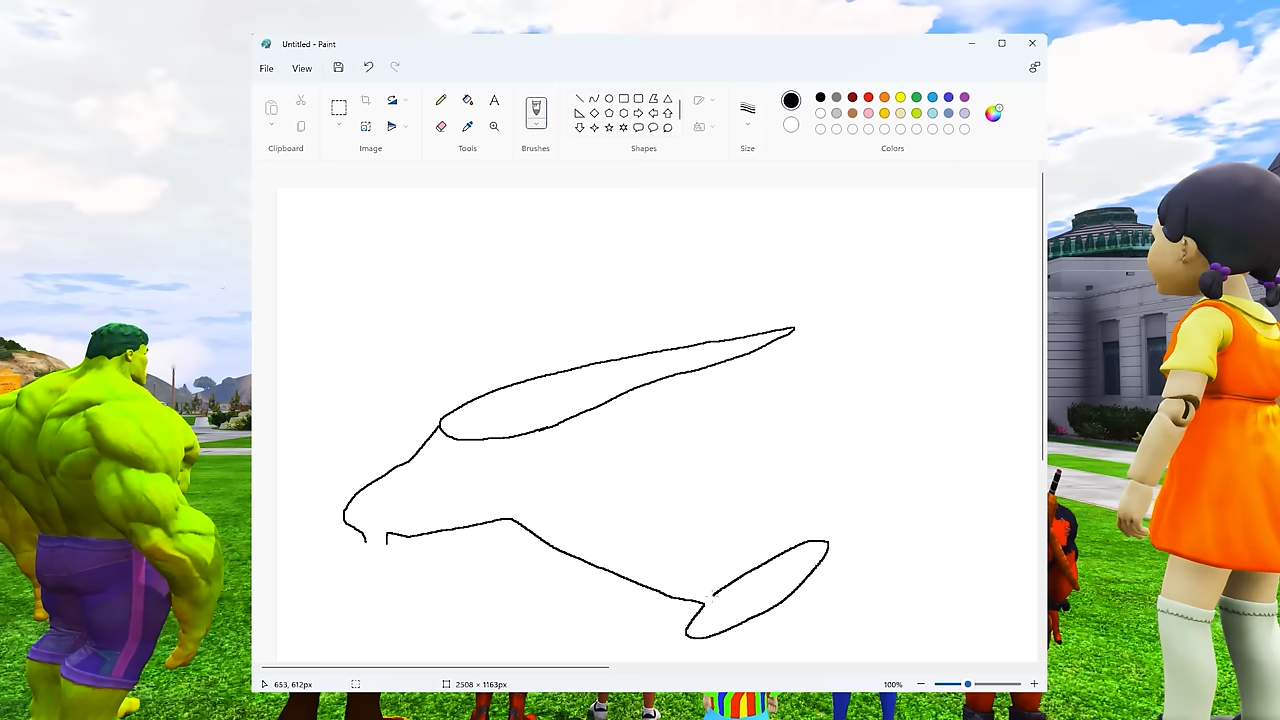 Untitled - Paint
File View
Clipboard Image Tools Brushes Shapes Size Colors
653, 612px 2508 × 1163px 100%